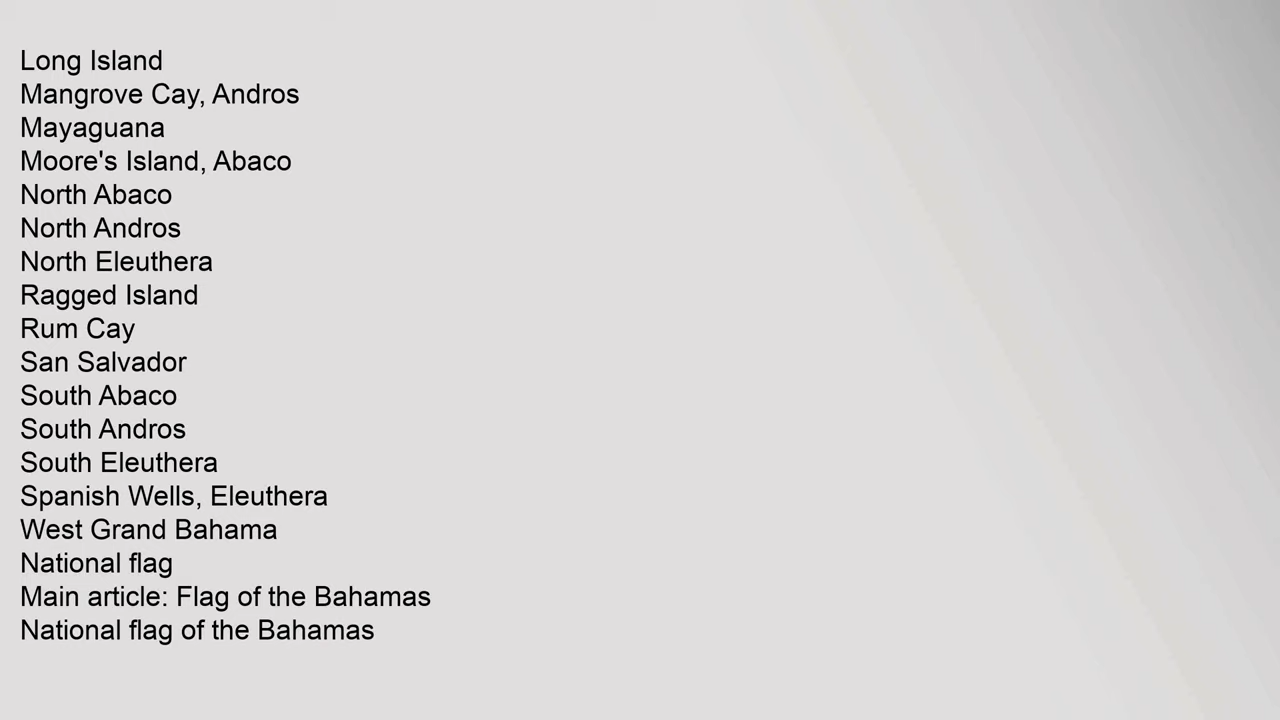 Long Island
Mangrove Cay, Andros
Mayaguana
Moore's Island, Abaco
North Abaco
North Andros
North Eleuthera
Ragged Island
Rum Cay
San Salvador
South Abaco
South Andros
South Eleuthera
Spanish Wells, Eleuthera
West Grand Bahama
National flag
Main article: Flag of the Bahamas
National flag of the Bahamas